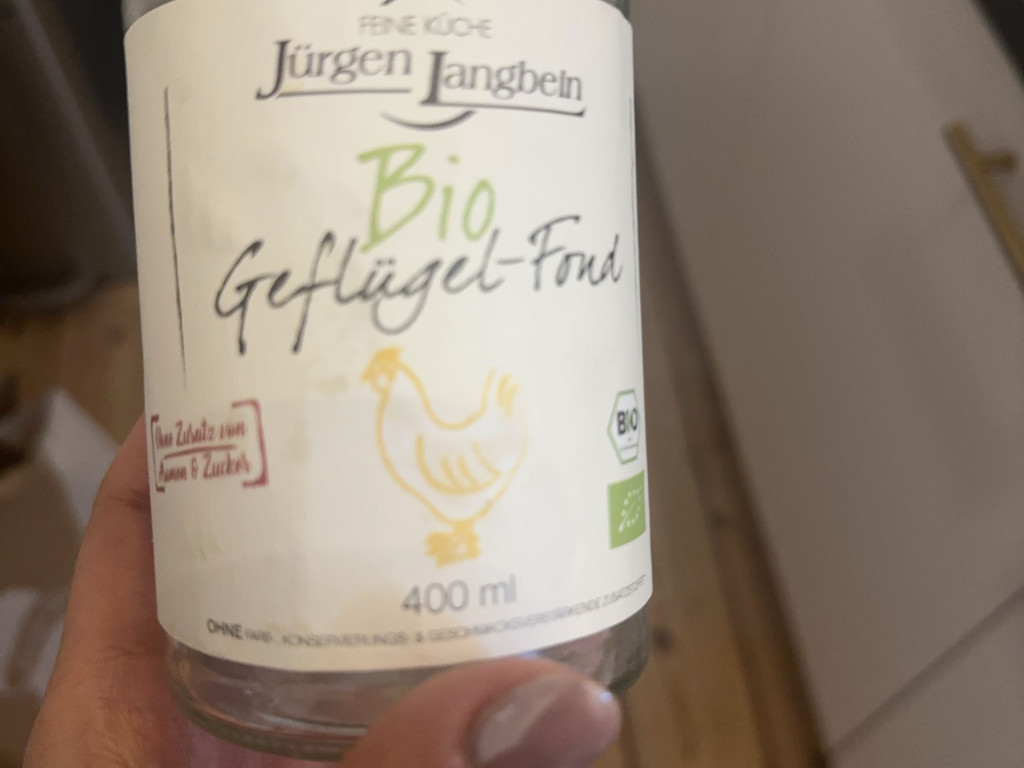 FEINE KÜCHE
Jürgen Langbein
Bio
Geflügel-Fond
Ohne Zusatz von
Aromen & Zucker
BIO
400 ml
OHNE FARB-, KONSERVIERUNGS- & GESCHMACKSVERSTÄRKENDE ZUSATZSTOFFE